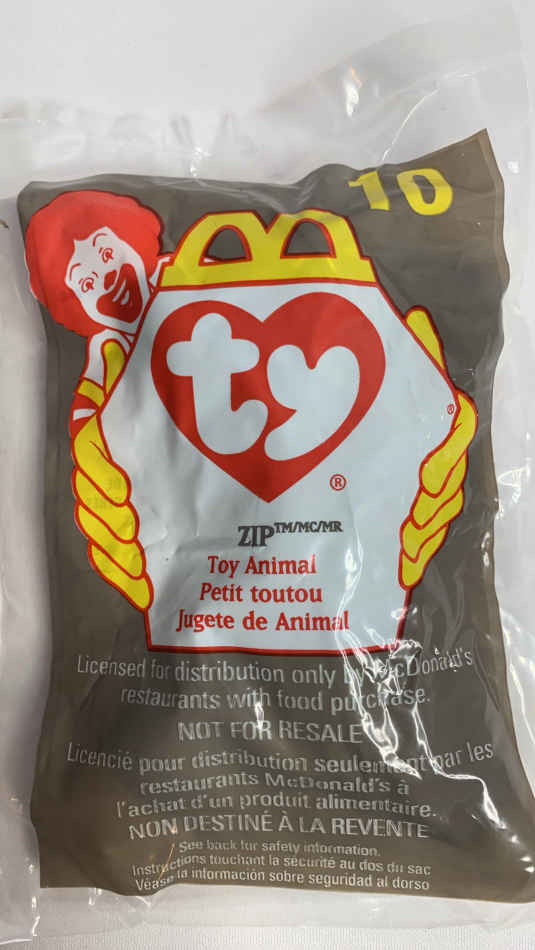 10
ty
®
®
ZIP™/MC/MR
Toy Animal
Petit toutou
Jugete de Animal
Licensed for distribution only by McDonald's
restaurants with food purchase.
NOT FOR RESALE
Licencié pour distribution seulement par les
restaurants McDonald's à
l'achat d'un produit alimentaire.
NON DESTINÉ À LA REVENTE
See back for safety information.
Instructions touchant la sécurité au dos du sac
Véase la información sobre seguridad al dorso